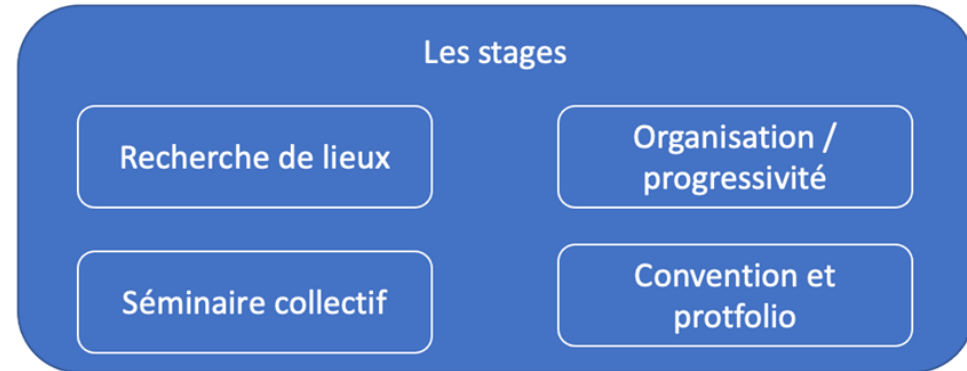 Les stages
Recherche de lieux
Organisation /
progressivité
Séminaire collectif
Convention et
protfolio